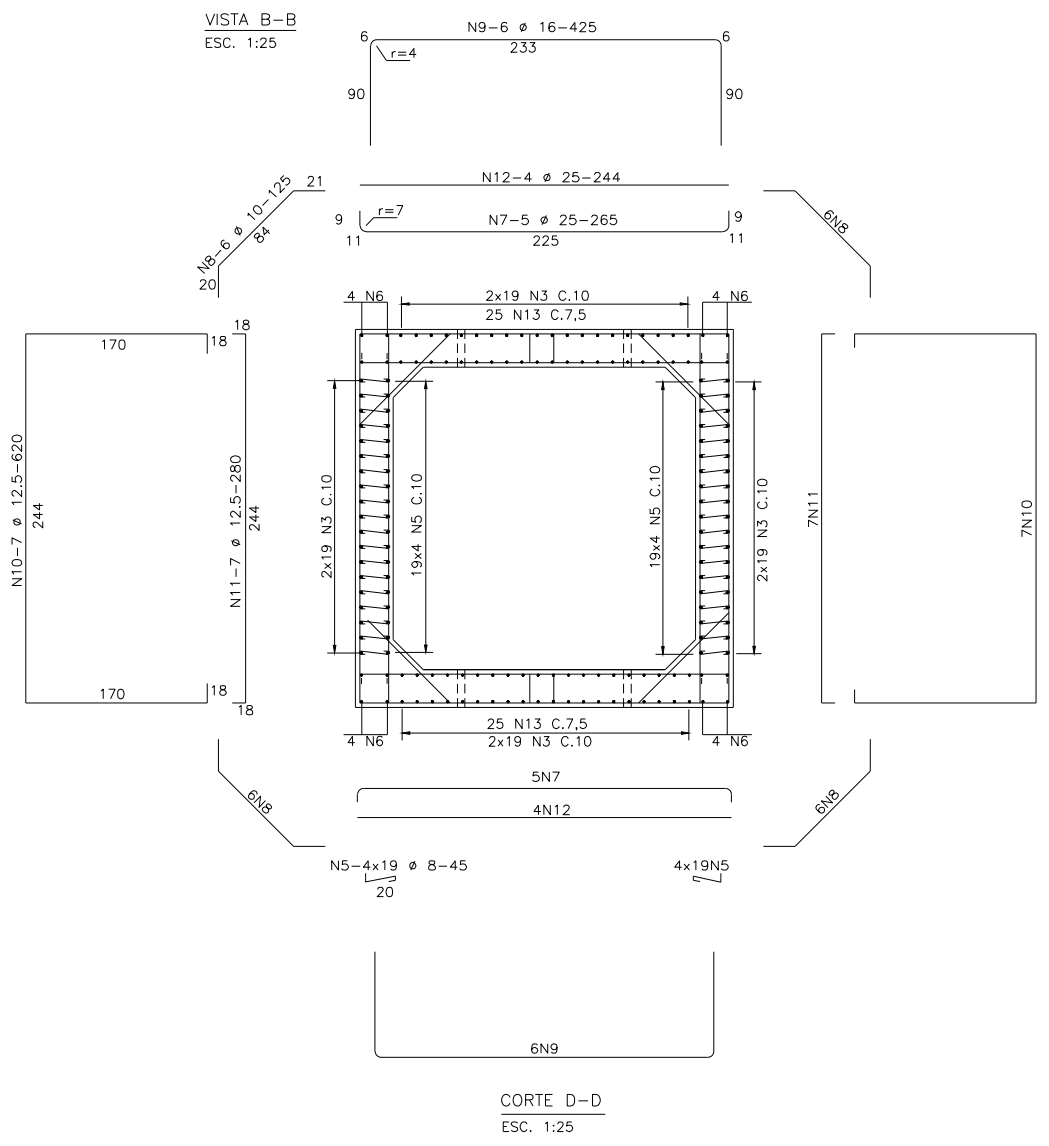 VISTA B-B
ESC. 1:25
N9-6 ø 16-425
6
233
6
r=4
90
90
N12-4 ø 25-244
21
N8-6 ø 10-125
84
20
r=7
9
N7-5 ø 25-265
9
11
225
11
6N8
4 N6
2x19 N3 C.10
4 N6
25 N13 C.7,5
170
18
18
N10-7 ø 12.5-620
244
N11-7 ø 12.5-280
244
2x19 N3 C.10
19x4 N5 C.10
19x4 N5 C.10
2x19 N3 C.10
7N11
7N10
170
18
18
25 N13 C.7,5
4 N6
2x19 N3 C.10
4 N6
5N7
6N8
4N12
6N8
N5-4x19 ø 8-45
4x19N5
20
6N9
CORTE D-D
ESC. 1:25